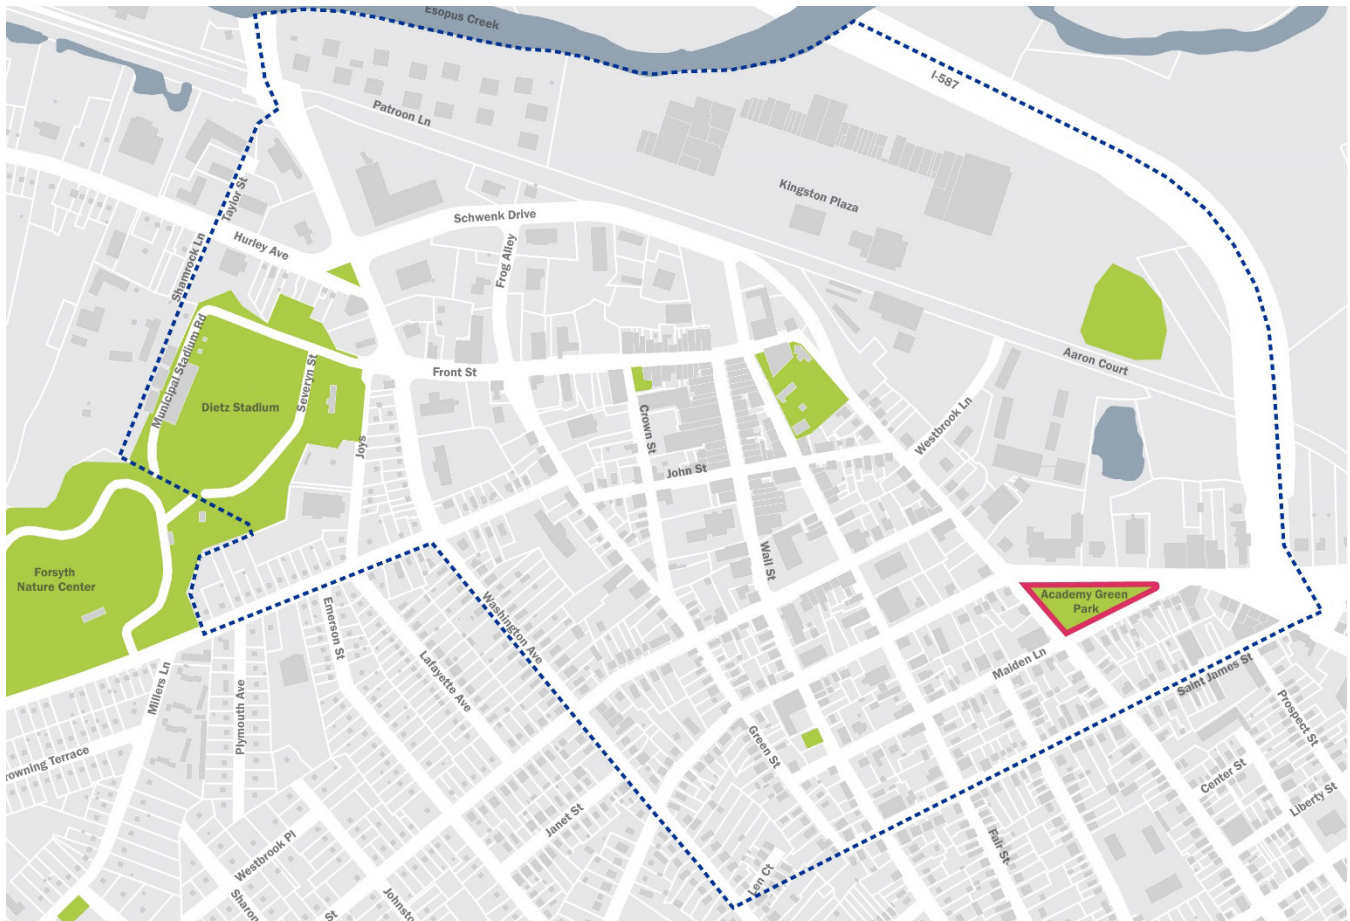 Esopus Creek
I-587
Patroon Ln
Taylor St
Kingston Plaza
Schwenk Drive
Hurley Ave
Frog Alley
Shamrock Ln
Municipal Stadium Rd
Aaron Court
Front St
Severyn St
Dietz Stadium
Westbrook Ln
Crown St
Joys
John St
Wall St
Forsyth
Nature Center
Academy Green
Park
Emerson St
Washington Ave
Maiden Ln
Saint James St
Lafayette Ave
Millers Ln
Plymouth Ave
Prospect St
Green St
rowning Terrace
Center St
Liberty St
Janet St
Fair St
Westbrook Pl
Len Ct
Sharon
Johnsto
St